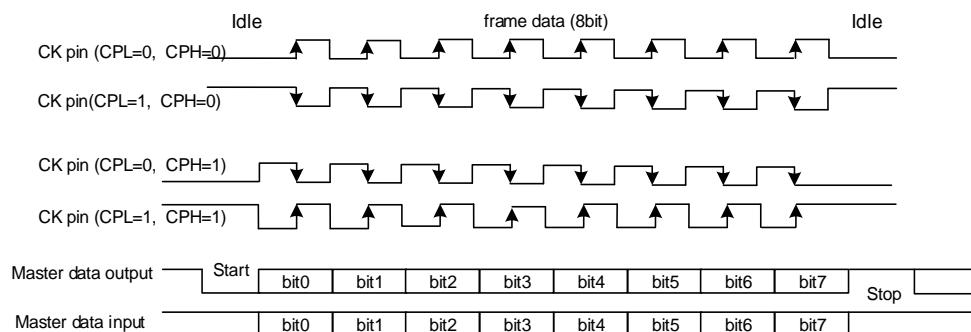 Idle frame data (8bit) Idle
CK pin (CPL=0, CPH=0)
CK pin(CPL=1, CPH=0)
CK pin (CPL=0, CPH=1)
CK pin (CPL=1, CPH=1)
Master data output Start bit0 bit1 bit2 bit3 bit4 bit5 bit6 bit7 Stop
Master data input bit0 bit1 bit2 bit3 bit4 bit5 bit6 bit7